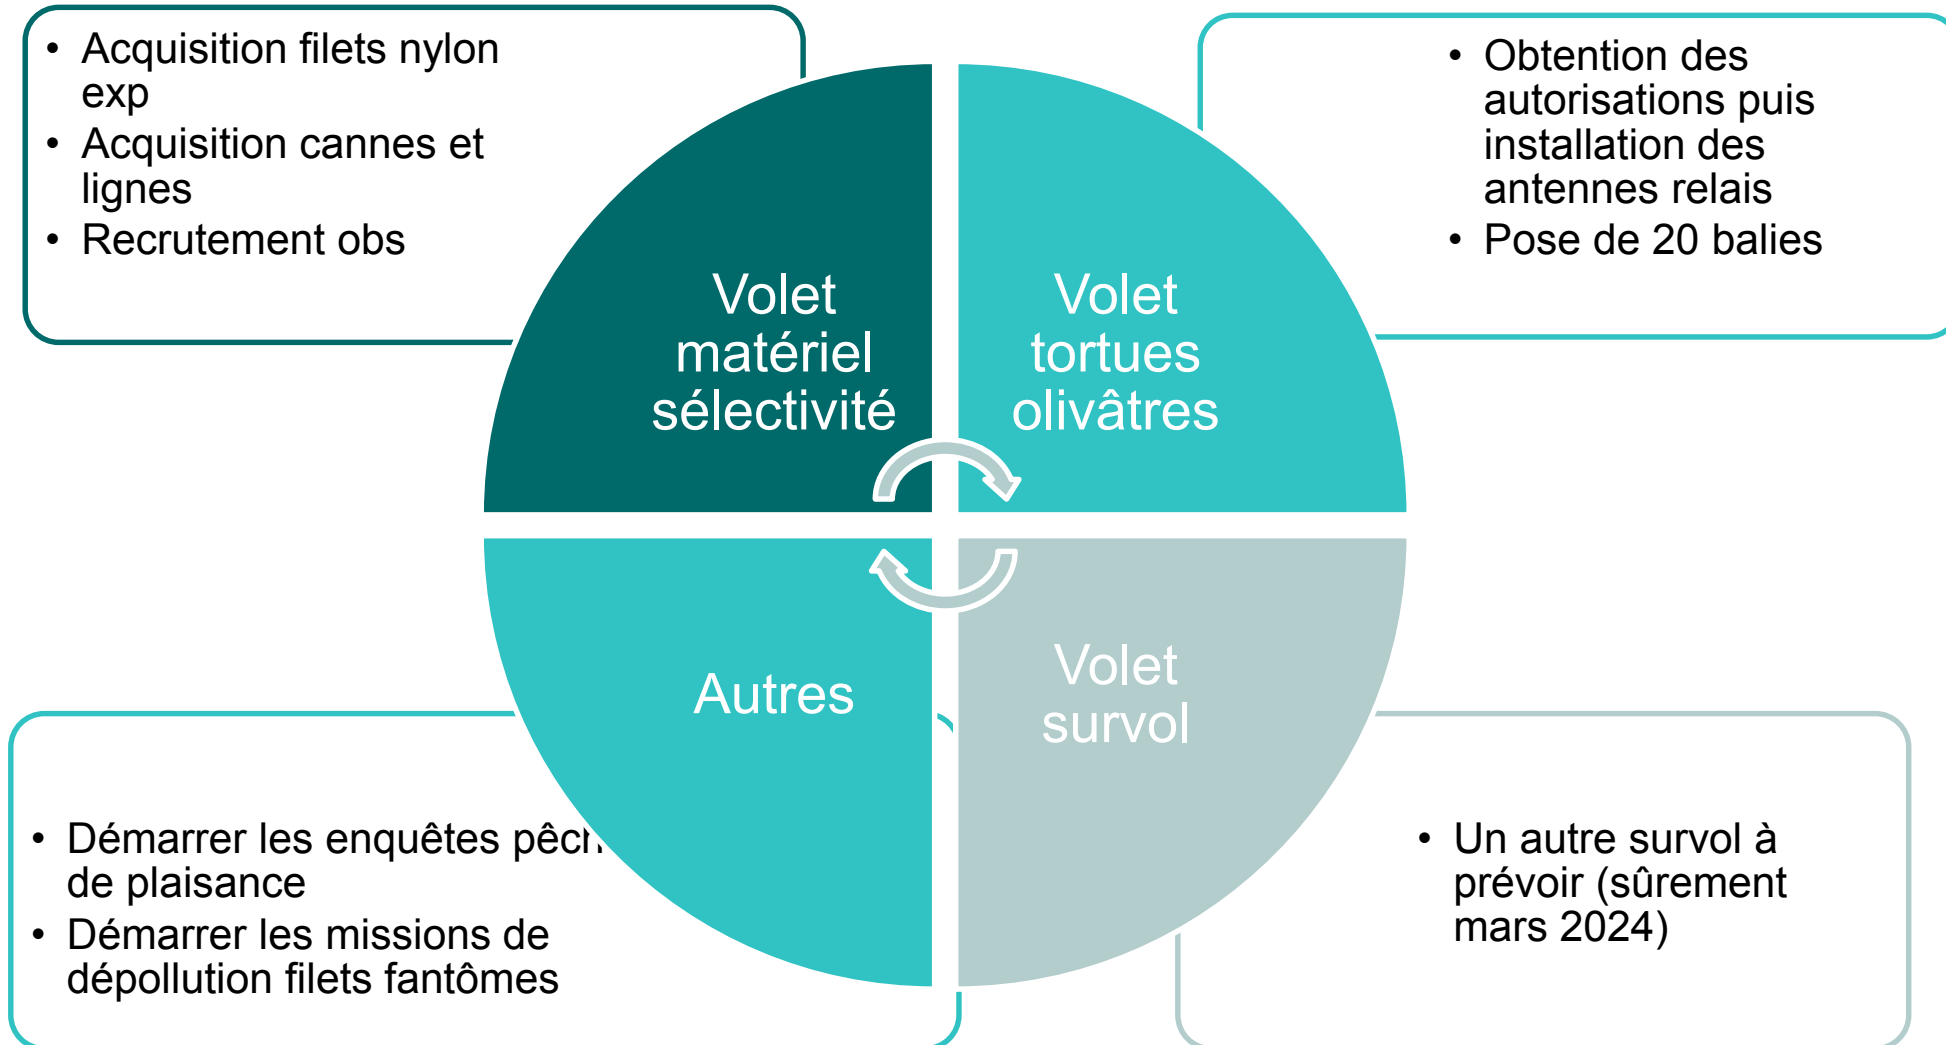 • Acquisition filets nylon
exp
• Acquisition cannes et
lignes
• Recrutement obs
• Obtention des
autorisations puis
installation des
antennes relais
• Pose de 20 balies
Volet
matériel
sélectivité
Volet
tortues
olivâtres
Autres
Volet
survol
• Démarrer les enquêtes
de plaisance
• Démarrer les missions de
dépollution filets fantômes
• Un autre survol à
prévoir (sûrement
mars 2024)